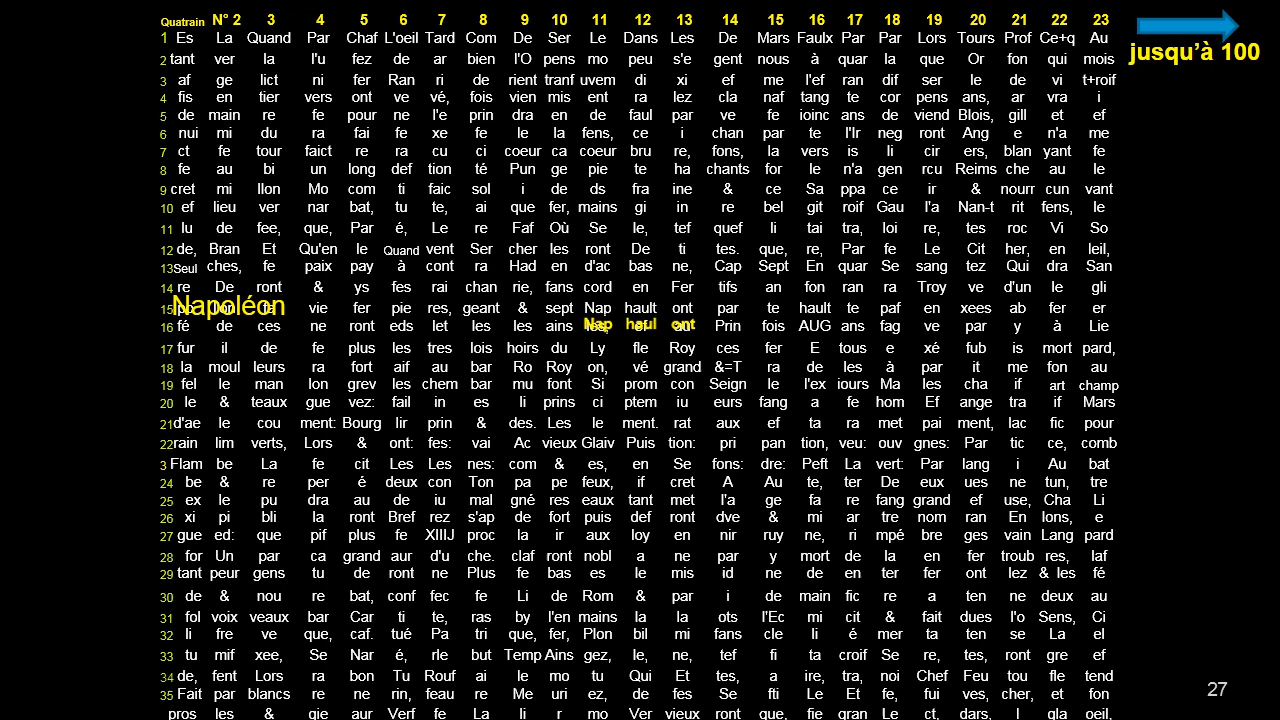 Quatrain N° 2 3 4 5 6 7 8 9 10 11 12 13 14 15 16 17 18 19 20 21 22 23
1 Es La Quand Par Chaf L'oeil Tard Com De Ser Le Dans Les De Mars Faulx Par Par Lors Tours Prof Ce+q Au
jusqu'à 100
2 tant ver la l'u fez de ar bien l'O pens mo peu s'e gent nous à quar la que Or fon qui mois
3 af ge lict ni fer Ran ri de rient tranf uvem di xi ef me l'ef ran dif ser le de vi t+roif
4 fis en tier vers ont ve vé, fois vien mis ent ra lez cla naf tang te cor pens ans, ar vra i
5 de main re fe pour ne l'e prin dra en de faul par ve fe ioinc ans de viend Blois, gill et ef
6 nui mi du ra fai fe xe fe le la fens, ce i chan par te l'Ir neg ront Ang e n'a me
7 ct fe tour faict re ra cu ci coeur ca coeur bru re, fons, la vers is li cir ers, blan yant fe
8 fe au bi un long def tion té Pun ge pie te ha chants for le n'a gen rcu Reims che au le
9 cret mi llon Mo com ti faic sol i de ds fra ine & ce Sa ppa ce ir & nourr cun vant
10 ef lieu ver nar bat, tu te, ai que fer, mains gi in re bel git roif Gau l'a Nan-t rit fens, le
11 lu de fee, que, Par é, Le re Faf Où Se le, tef quef li tai tra, loi re, tes roc Vi So
12 de, Bran Et Qu'en le Quand vent Ser cher les ront De ti tes. que, re, Par fe Le Cit her, en leil,
13 Seul ches, fe paix pay à cont ra Had en d'ac bas ne, Cap Sept En quar Se sang tez Qui dra San
14 re De ront & ys fes rai chan rie, fans cord en Fer tifs an fon ran ra Troy ve d'un le gli
Napoléon
15 vie fer pie res, geant & sept Nap hault ont par te hault te paf en xees ab fer er
Nap haul ont
16 fé de ces ne ront eds let les les ains Prin fois AUG ans fag ve par y à Lie
17 fur il de fe plus les tres lois hoirs du Ly fle Roy ces fer E tous e xé fub is mort pard,
18 la moul leurs ra fort aif au bar Ro Roy on, vé grand &=T ra de les à par it me fon au
19 fel le man lon grev les chem bar mu font Si prom con Seign le l'ex iours Ma les cha if art champ
20 le & teaux gue vez: fail in es li prins ci ptem iu eurs fang a fe hom Ef ange tra if Mars
21 d'ae le cou ment: Bourg lir prin & des. Les le ment. rat aux ef ta ra met pai ment, lac fic pour
22 rain lim verts, Lors & ont: fes: vai Ac vieux Glaiv Puis tion: pri pan tion, veu: ouv gnes: Par tic ce, comb
3 Flam be La fe cit Les Les nes: com & es, en Se fons: dre: Peft La vert: Par lang i Au bat
24 be & re per é deux con Ton pa pe feux, if cret A Au te, ter De eux ues ne tun, tre
25 ex le pu dra au de iu mal gné res eaux tant met l'a ge fa re fang grand ef use, Cha Li
26 xi pi bli la ront Bref rez s'ap de fort puis def ront dve & mi ar tre nom ran En lons, e
27 gue ed: que pif plus fe XIIIJ proc la ir aux loy en nir ruy ne, ri mpé bre ges vain Lang pard
28 for Un par ca grand aur d'u che. claf ront nobl a ne par y mort de la en fer troub res, laf
29 tant peur gens tu de ront ne Plus fe bas es le mis id ne de en ter fer ont lez & les fé
30 de & nou re bat, conf fec fe Li de Rom & par i de main fic re a ten ne deux au
31 fol voix veaux bar Car ti te, ras by l'en mains la la ots l'Ec mi cit & fait dues l'o Sens, Ci
32 li fre ve que, caf. tué Pa tri que, fer, Plon bil mi fans cle li é mer ta ten se La el
33 tu mif xee, Se Nar é, rle but Temp Ains gez, le, ne, tef fi ta croif Se re, tes, ront gre ef
34 de, fent Lors ra bon Tu Rouf ai le mo tu Qui Et tes, a ire, tra, noi Chef Feu tou fle tend
27
35 Fait par blancs re ne rin, feau re Me uri ez, de fes Se fti Le Et fe, fui ves, cher, et fon
pros les & gie aur Verf fe La li r mo Ver vieux ront que, fie gran Le ct, dars, l gla oeil,